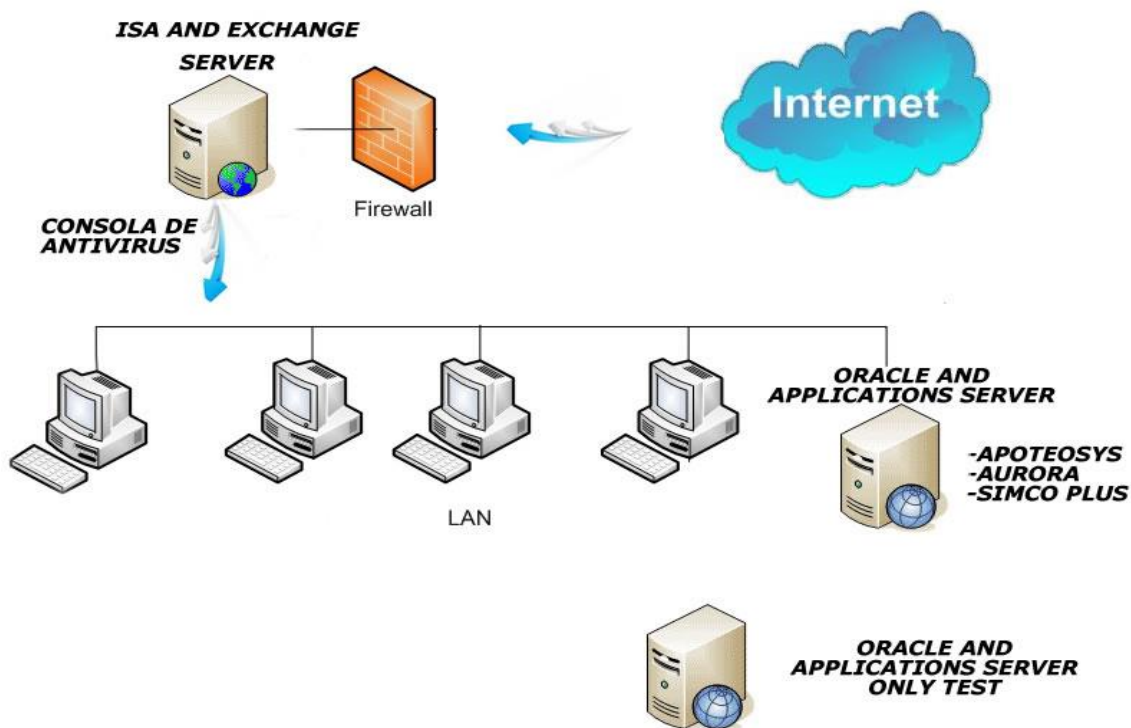 ISA AND EXCHANGE
SERVER
Internet
Firewall
CONSOLA DE
ANTIVIRUS
ORACLE AND
APPLICATIONS SERVER
-APOTEOSYS
-AURORA
-SIMCO PLUS
LAN
ORACLE AND
APPLICATIONS SERVER
ONLY TEST